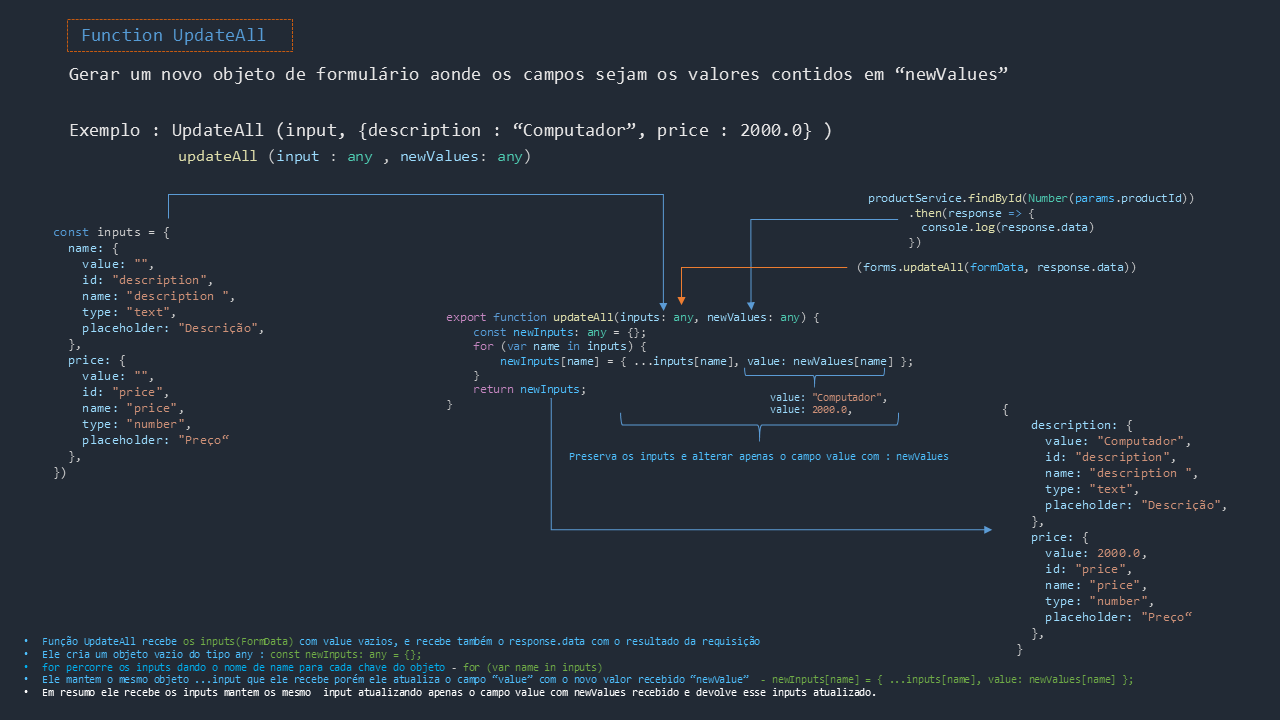 Function UpdateAll
Gerar um novo objeto de formulário aonde os campos sejam os valores contidos em “newValues”
Exemplo : UpdateAll (input, {description : “Computador”, price : 2000.0} )
updateAll (input : any , newValues: any)
const inputs = {
name: {
value: "",
id: "description",
name: "description ",
type: "text",
placeholder: "Descrição",
},
price: {
value: "",
id: "price",
name: "price",
type: "number",
placeholder: "Preço“
},
})
productService.findById(Number(params.productId))
.then(response => {
console.log(response.data)
})
(forms.updateAll(formData, response.data))
export function updateAll(inputs: any, newValues: any) {
const newInputs: any = {};
for (var name in inputs) {
newInputs[name] = { ...inputs[name], value: newValues[name] };
}
return newInputs;
}
value: "Computador",
value: 2000.0,
Preserva os inputs e alterar apenas o campo value com : newValues
{
description: {
value: "Computador",
id: "description",
name: "description ",
type: "text",
placeholder: "Descrição",
},
price: {
value: 2000.0,
id: "price",
name: "price",
type: "number",
placeholder: "Preço“
},
}
• Função UpdateAll recebe os inputs(FormData) com value vazios, e recebe também o response.data com o resultado da requisição
• Ele cria um objeto vazio do tipo any : const newInputs: any = {};
• for percorre os inputs dando o nome de name para cada chave do objeto - for (var name in inputs)
• Ele mantem o mesmo objeto ...input que ele recebe porém ele atualiza o campo “value” com o novo valor recebido “newValue”  - newInputs[name] = { ...inputs[name], value: newValues[name] };
• Em resumo ele recebe os inputs mantem os mesmo  input atualizando apenas o campo value com newValues recebido e devolve esse inputs atualizado.